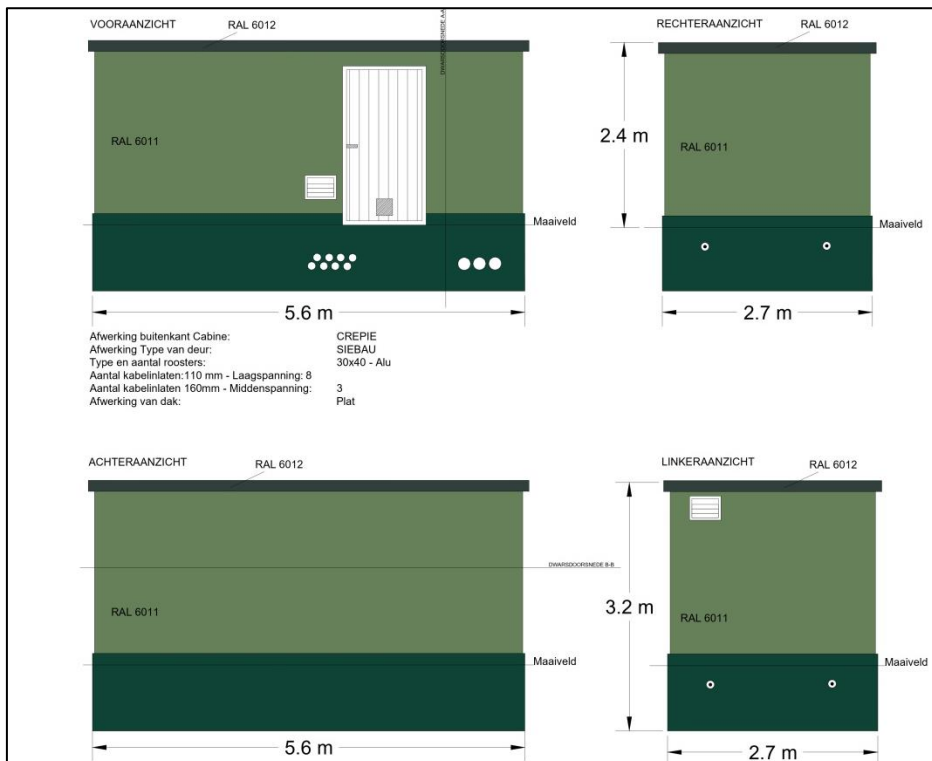 VOORAANZICHT
RAL 6012
DWARSDOORSNEDE A-A
RAL 6011
Maaiveld
5.6 m
RECHTERAANZICHT
RAL 6012
2.4 m
RAL 6011
Maaiveld
2.7 m
Afwerking buitenkant Cabine: CREPIE
Afwerking Type van deur: SIEBAU
Type en aantal roosters: 30x40 - Alu
Aantal kabelinlaten:110 mm - Laagspanning: 8
Aantal kabelinlaten 160mm - Middenspanning: 3
Afwerking van dak: Plat
ACHTERAANZICHT
RAL 6012
DWARSDOORSNEDE B-B
RAL 6011
Maaiveld
5.6 m
LINKERAANZICHT
RAL 6012
3.2 m
RAL 6011
Maaiveld
2.7 m